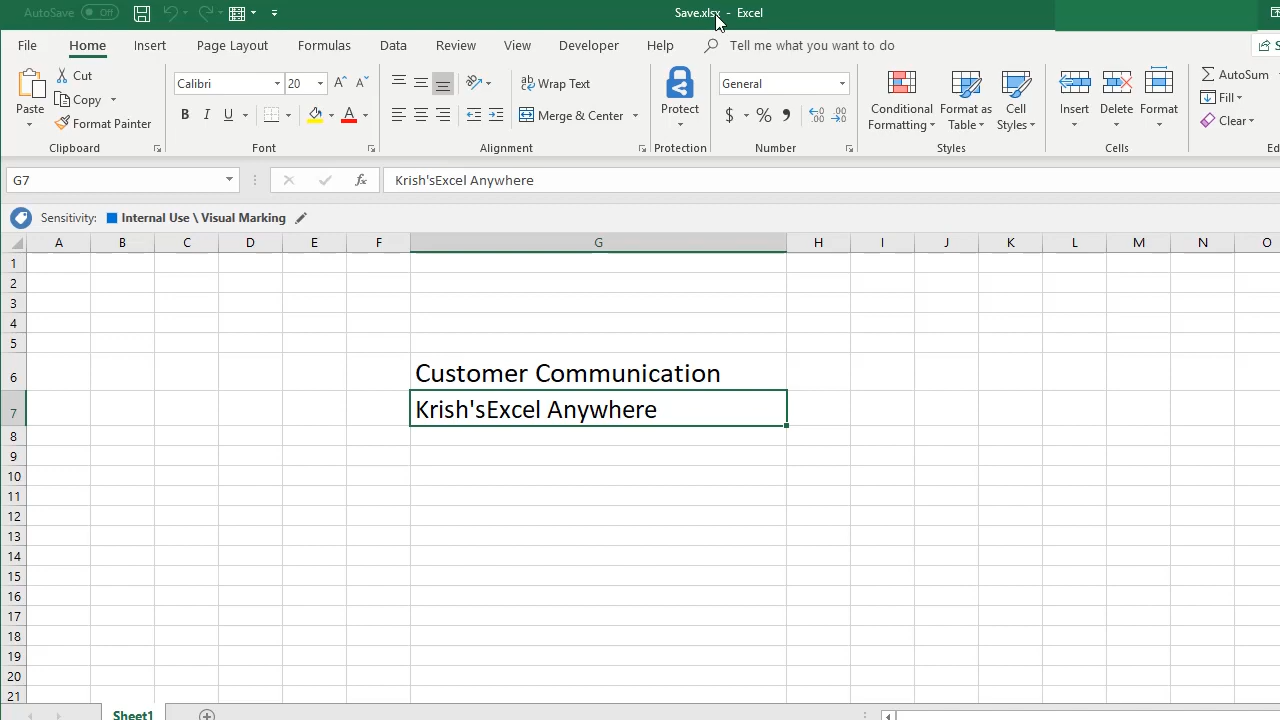 AutoSave Off Save.xlsx - Excel
File Home Insert Page Layout Formulas Data Review View Developer Help Tell me what you want to do
Paste Cut Copy Format Painter
Clipboard
Calibri 20 A A
B I U A
Font
ab Wrap Text
Merge & Center
Alignment
Protect
Protection
General
$ % , .00 .00
Number
Conditional Formatting Format as Table Cell Styles
Styles
Insert Delete Format
Cells
AutoSum
Fill
Clear
G7 fx Krish'sExcel Anywhere
Sensitivity: Internal Use \ Visual Marking
A B C D E F G H I J K L M N O
1
2
3
4
5
6 Customer Communication
7 Krish'sExcel Anywhere
8
9
10
11
12
13
14
15
16
17
18
19
20
21
Sheet1